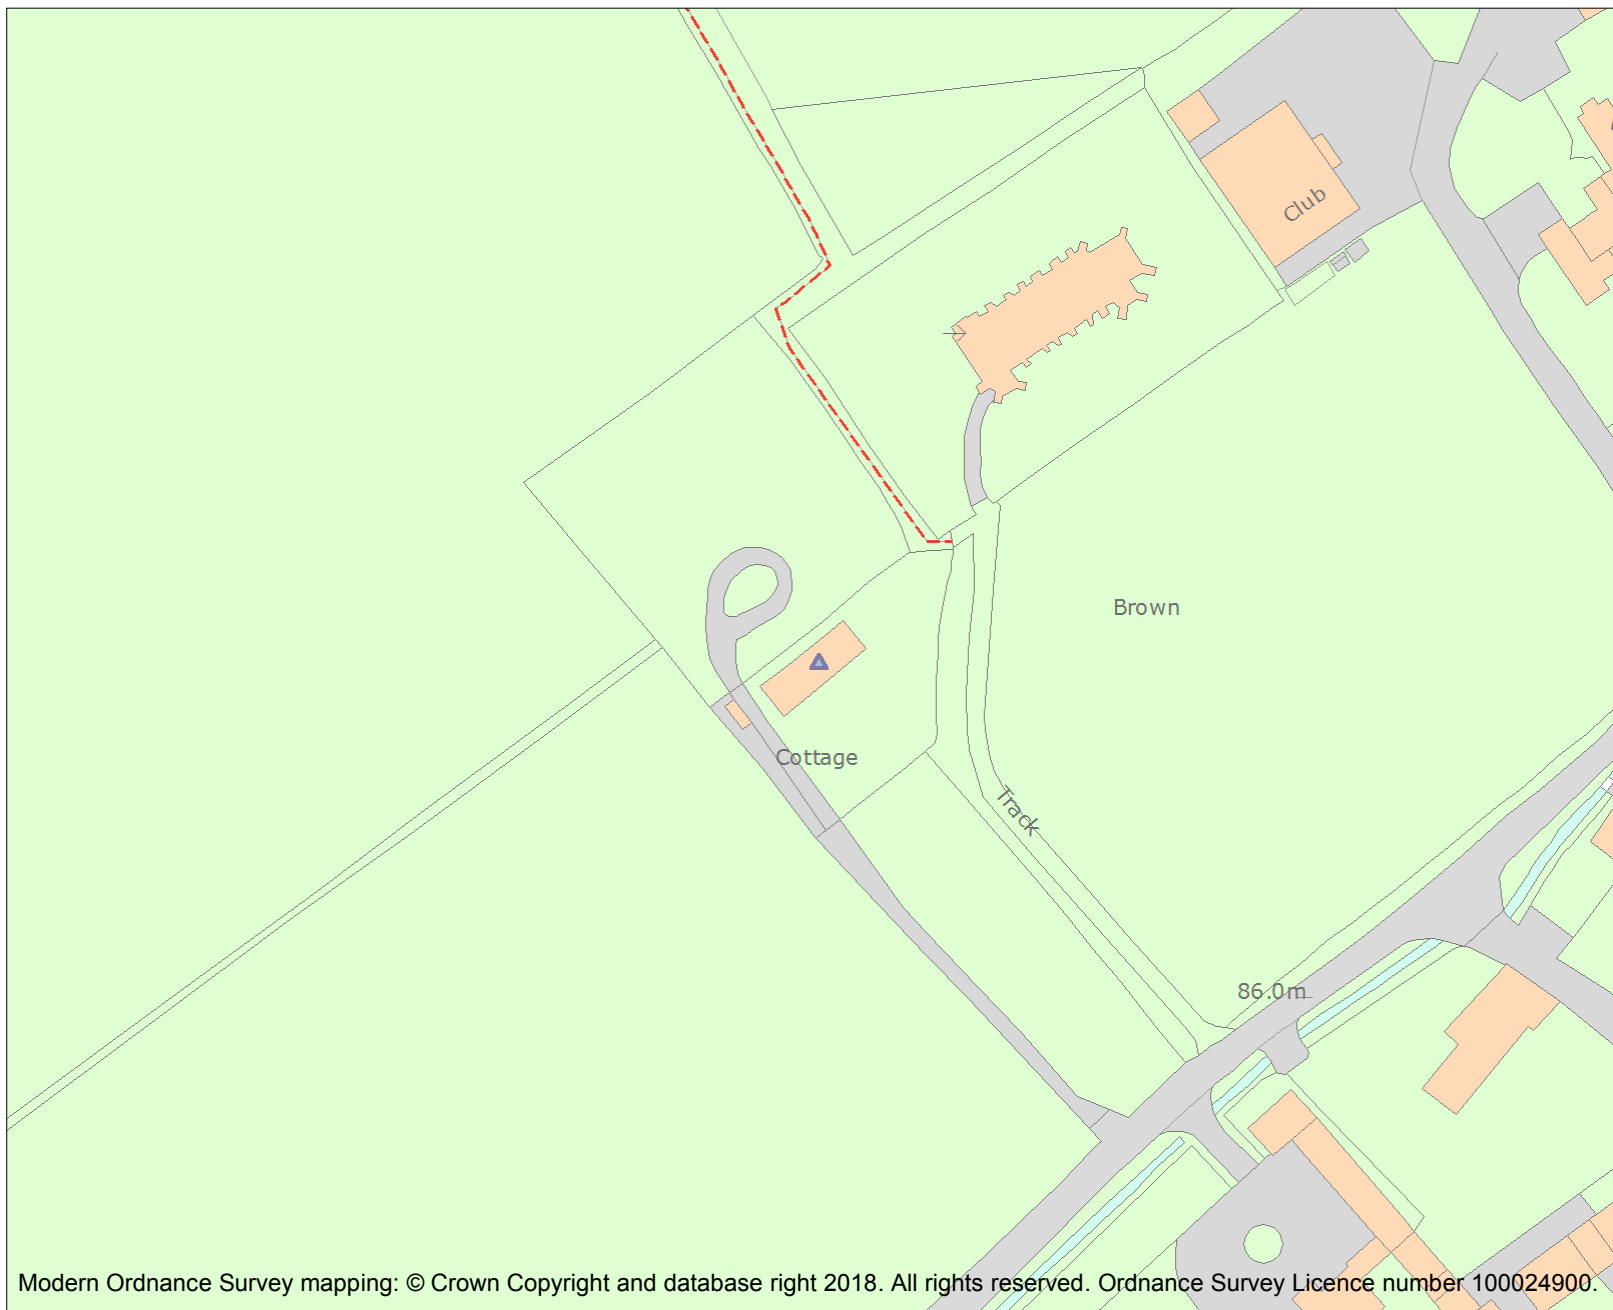 Club
Brown
Cottage
Track
86.0m
Modern Ordnance Survey mapping: © Crown Copyright and database right 2018. All rights reserved. Ordnance Survey Licence number 100024900.